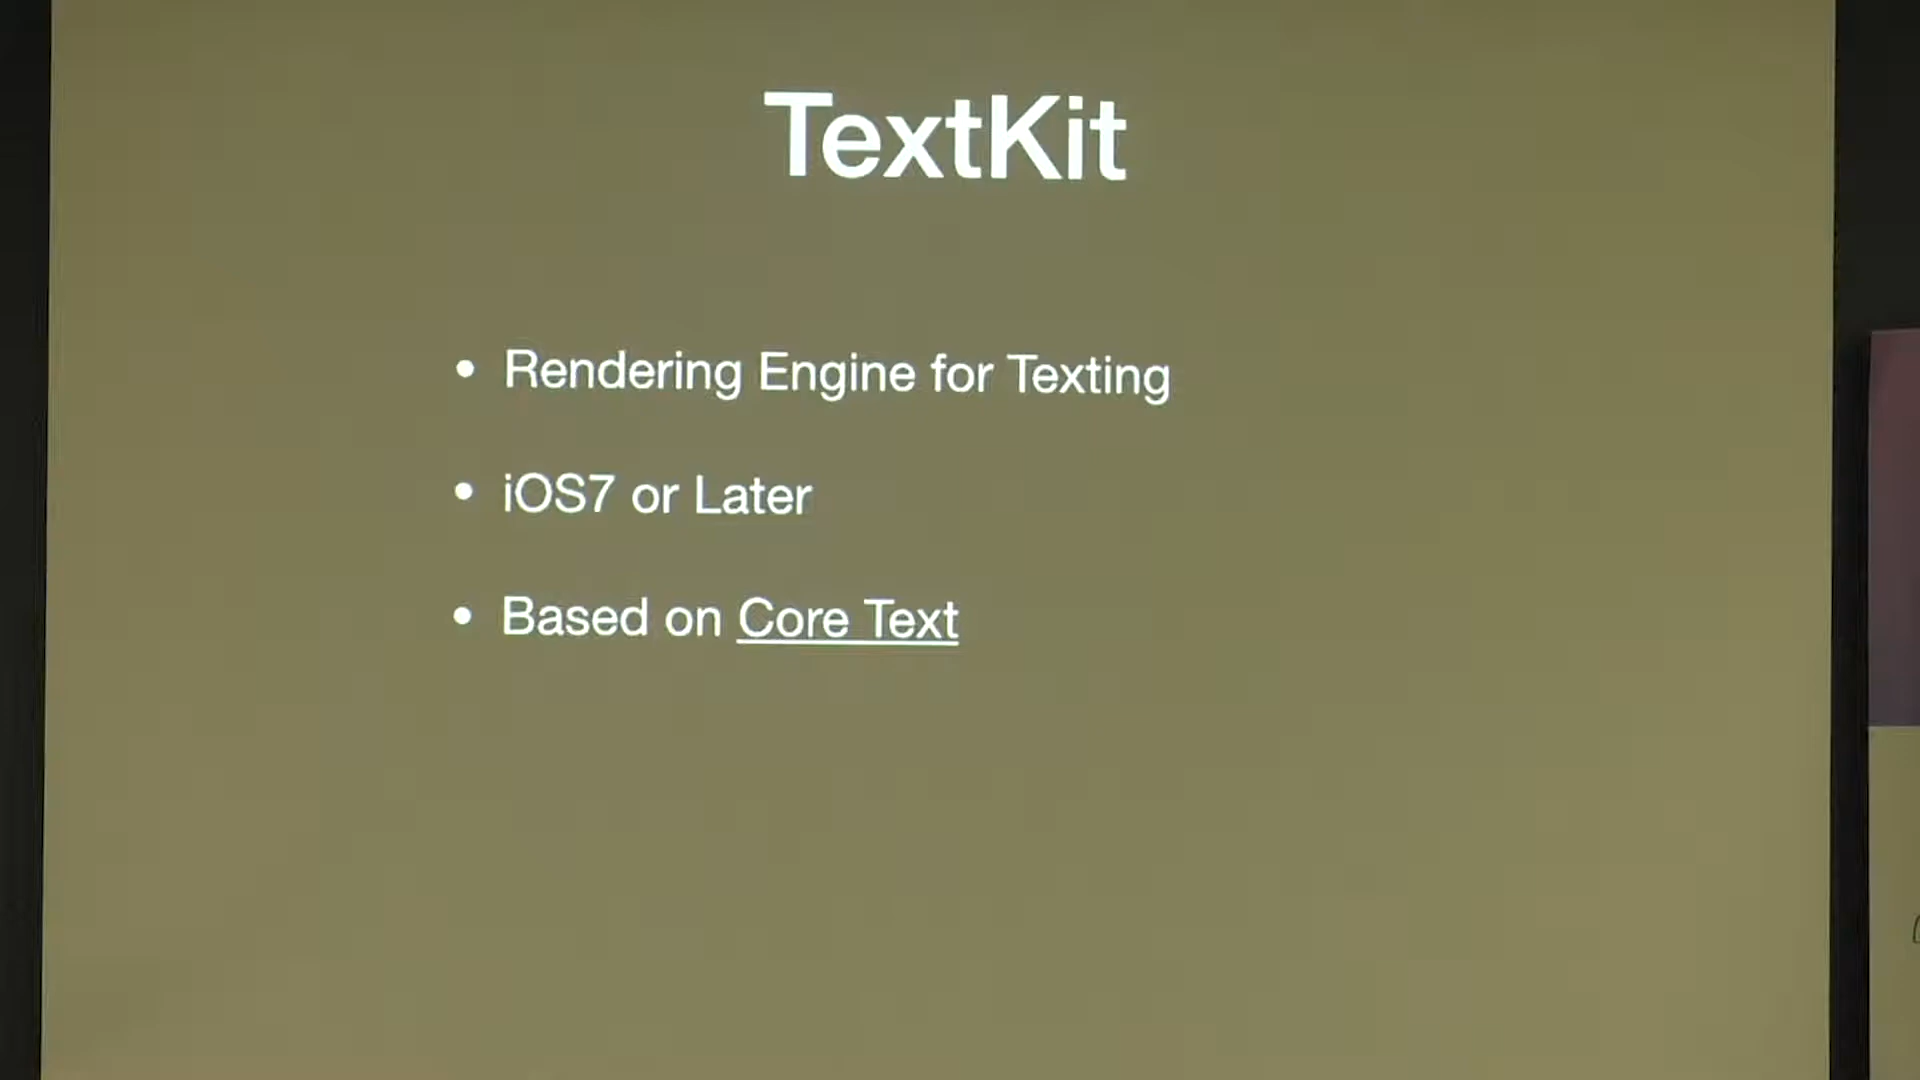 TextKit
• Rendering Engine for Texting
• iOS7 or Later
• Based on Core Text